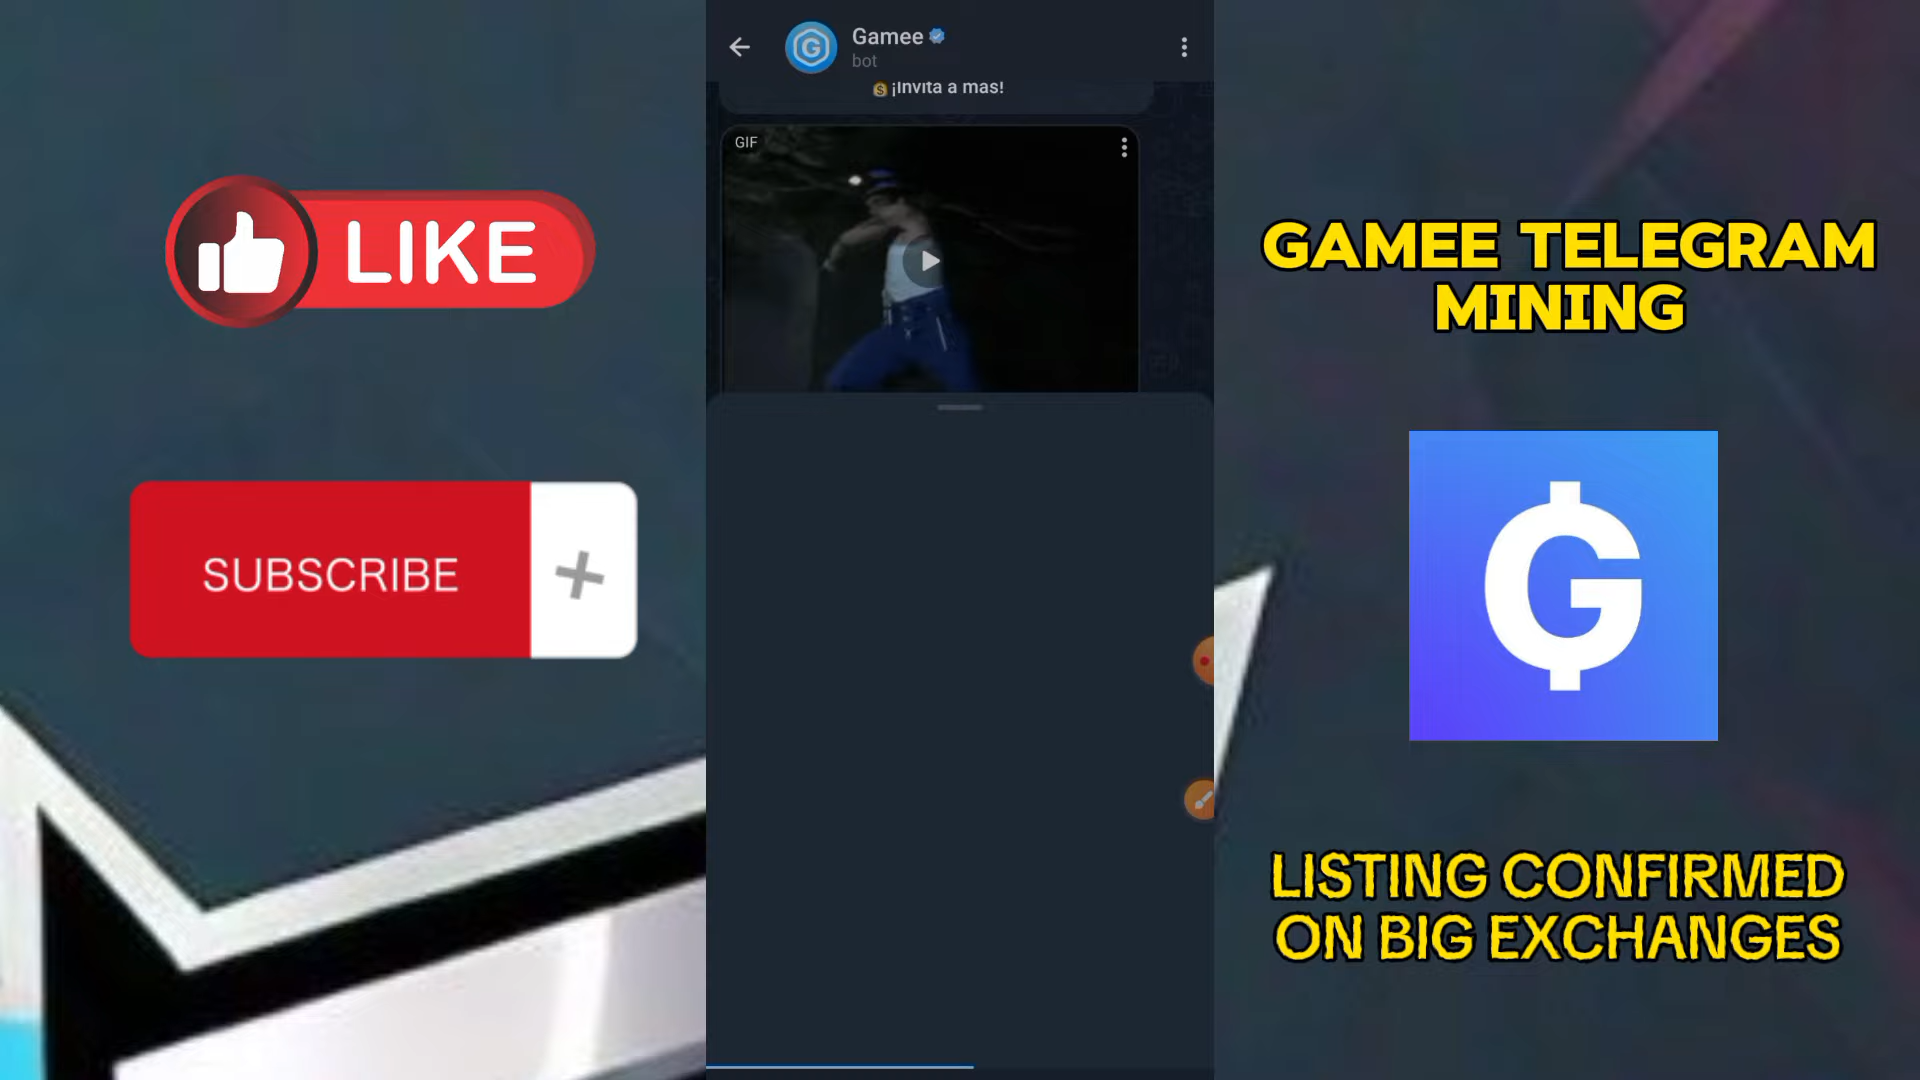 LIKE
SUBSCRIBE
Gamee
bot
¡Invita a mas!
GIF
GAMEE TELEGRAM
MINING
LISTING CONFIRMED
ON BIG EXCHANGES